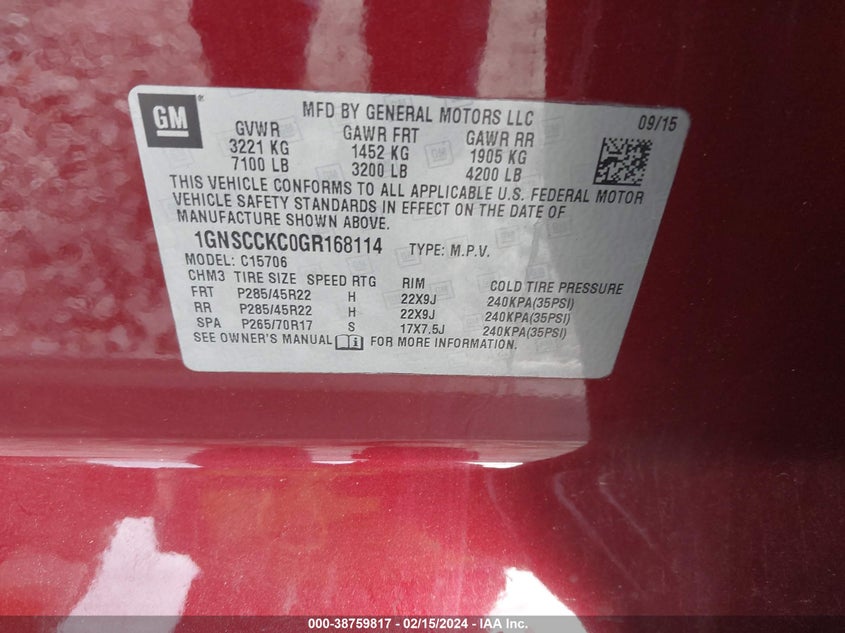 GM
MFD BY GENERAL MOTORS LLC 09/15
GVWR GAWR FRT GAWR RR
3221 KG 1452 KG 1905 KG
7100 LB 3200 LB 4200 LB
THIS VEHICLE CONFORMS TO ALL APPLICABLE U.S. FEDERAL MOTOR
VEHICLE SAFETY STANDARDS IN EFFECT ON THE DATE OF
MANUFACTURE SHOWN ABOVE.
1GNSCCKC0GR168114 TYPE: M.P.V.
MODEL: C15706
CHM3 TIRE SIZE SPEED RTG RIM COLD TIRE PRESSURE
FRT P285/45R22 H 22X9J 240KPA(35PSI)
RR P285/45R22 H 22X9J 240KPA(35PSI)
SPA P265/70R17 S 17X7.5J 240KPA(35PSI)
SEE OWNER'S MANUAL FOR MORE INFORMATION.
000-38759817 - 02/15/2024 - IAA Inc.